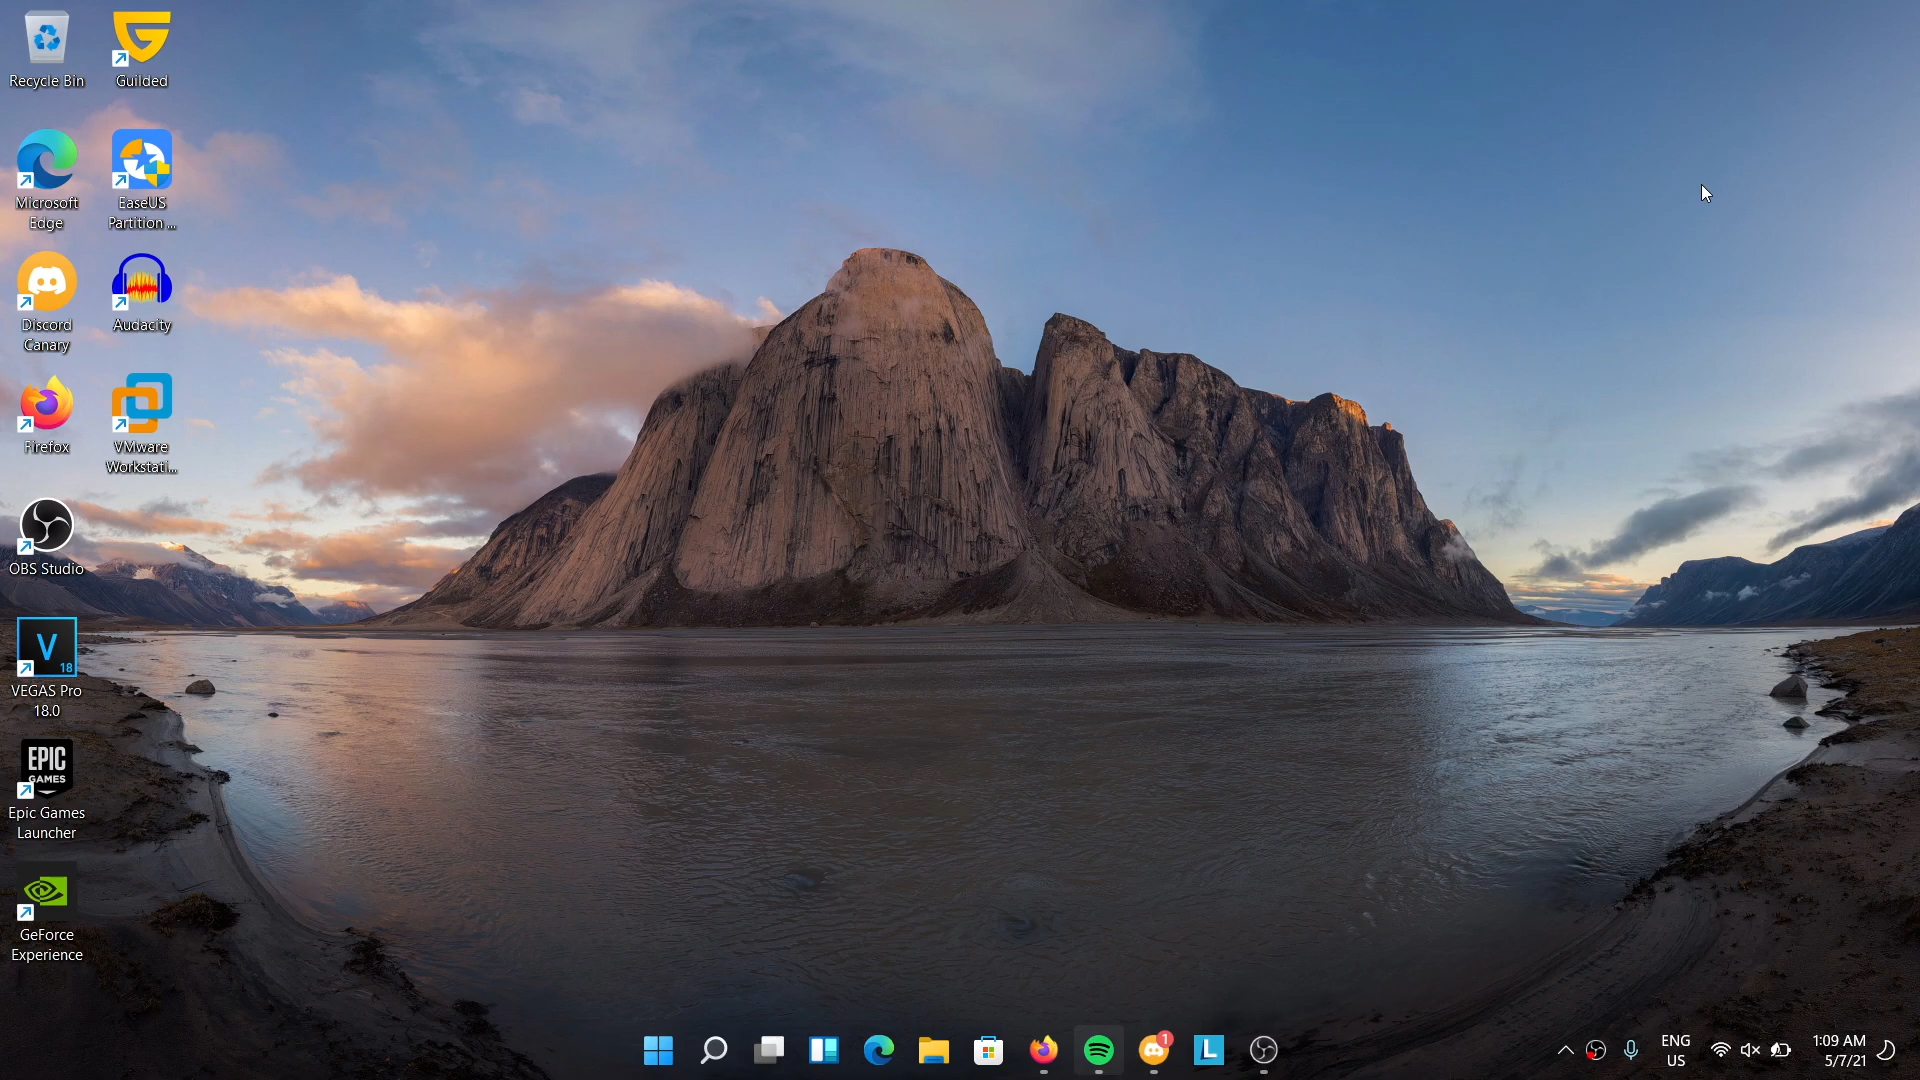 Recycle Bin
Guilded
Microsoft
Edge
EaseUS
Partition ...
Discord
Canary
Audacity
Firefox
VMware
Workstati...
OBS Studio
V
18
VEGAS Pro
18.0
EPIC
GAMES
Epic Games
Launcher
GeForce
Experience
1
L
ENG
US
1:09 AM
5/7/21